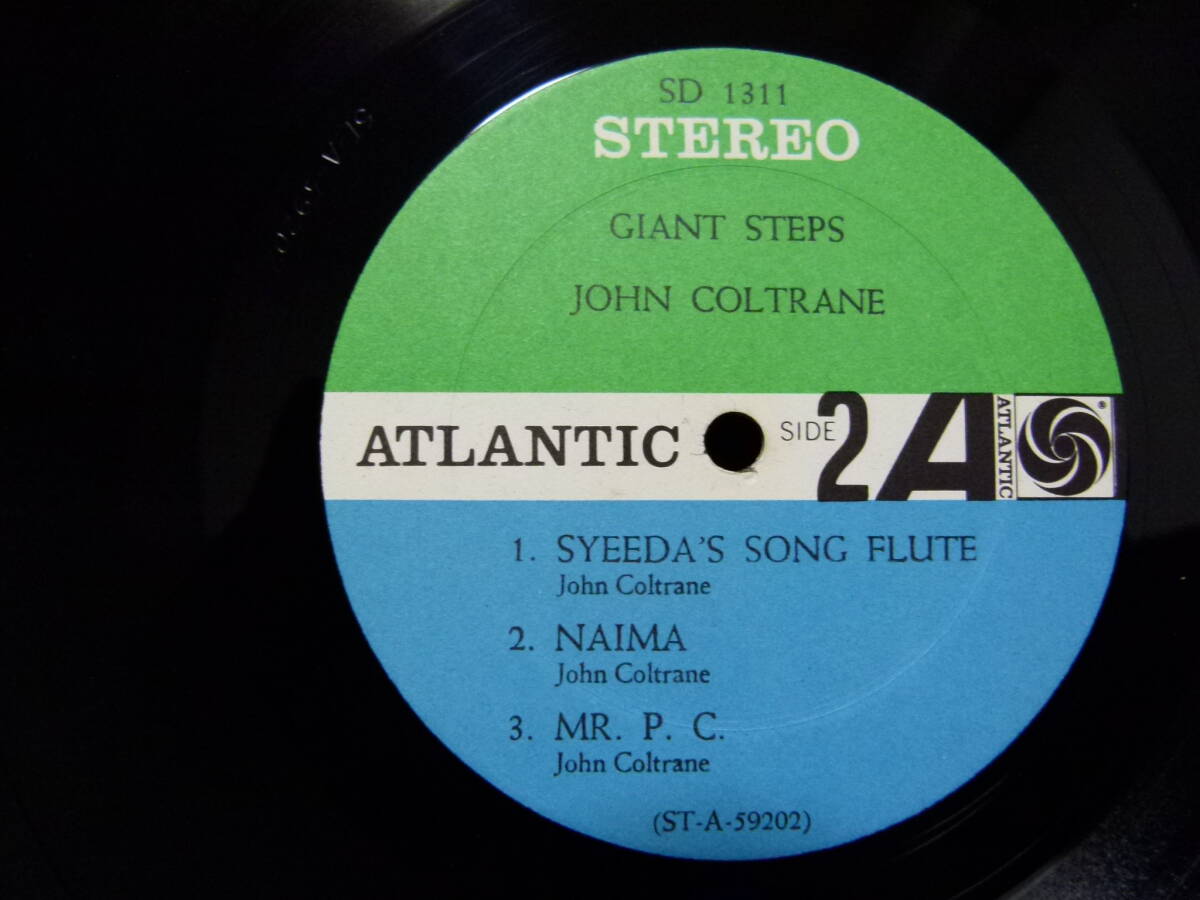 SD 1311
STEREO
GIANT STEPS
JOHN COLTRANE
ATLANTIC SIDE 2 A ATLANTIC ®
1. SYEEDA'S SONG FLUTE
John Coltrane
2. NAIMA
John Coltrane
3. MR. P. C.
John Coltrane
(ST-A-59202)